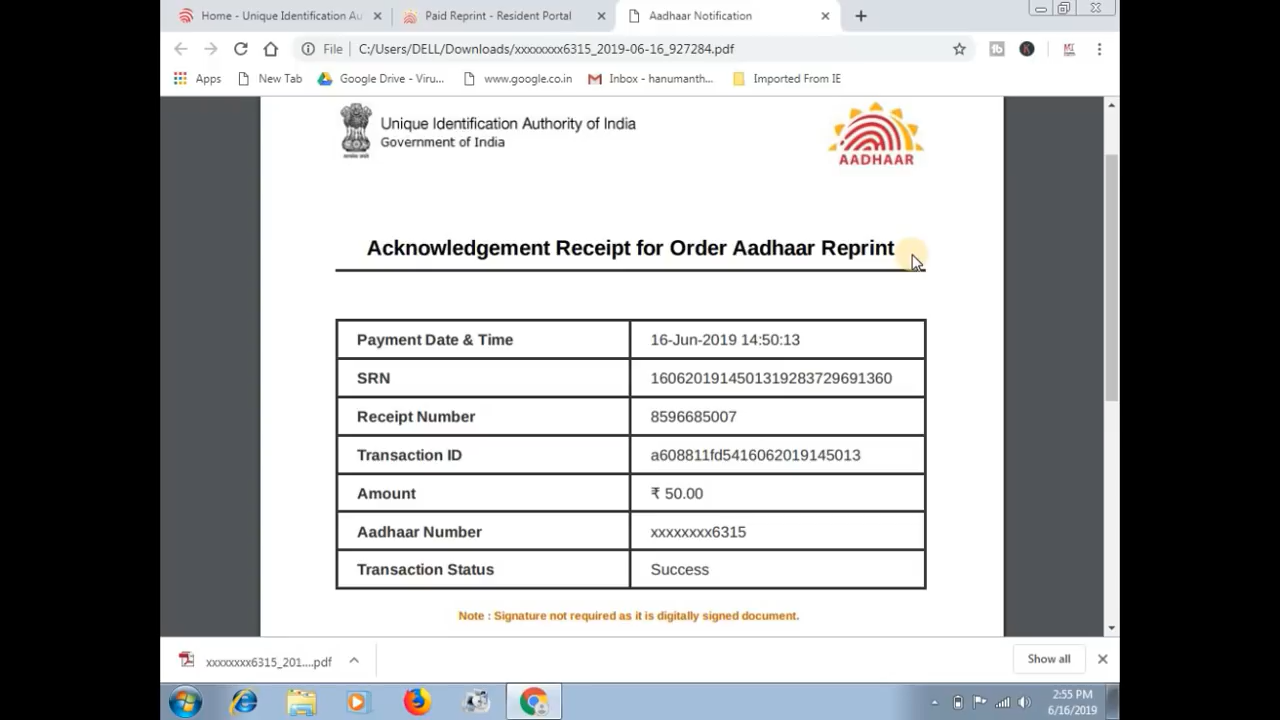 Home - Unique Identification Au
Paid Reprint - Resident Portal
Aadhaar Notification
File C:/Users/DELL/Downloads/xxxxxxxx6315_2019-06-16_927284.pdf
Apps New Tab Google Drive - Viru... www.google.co.in Inbox - hanumanth... Imported From IE
Unique Identification Authority of India
Government of India
AADHAAR
Acknowledgement Receipt for Order Aadhaar Reprint
Payment Date & Time 16-Jun-2019 14:50:13
SRN 1606201914501319283729691360
Receipt Number 8596685007
Transaction ID a608811fd5416062019145013
Amount ₹ 50.00
Aadhaar Number xxxxxxxx6315
Transaction Status Success
Note : Signature not required as it is digitally signed document.
xxxxxxxx6315_201....pdf
Show all
2:55 PM
6/16/2019